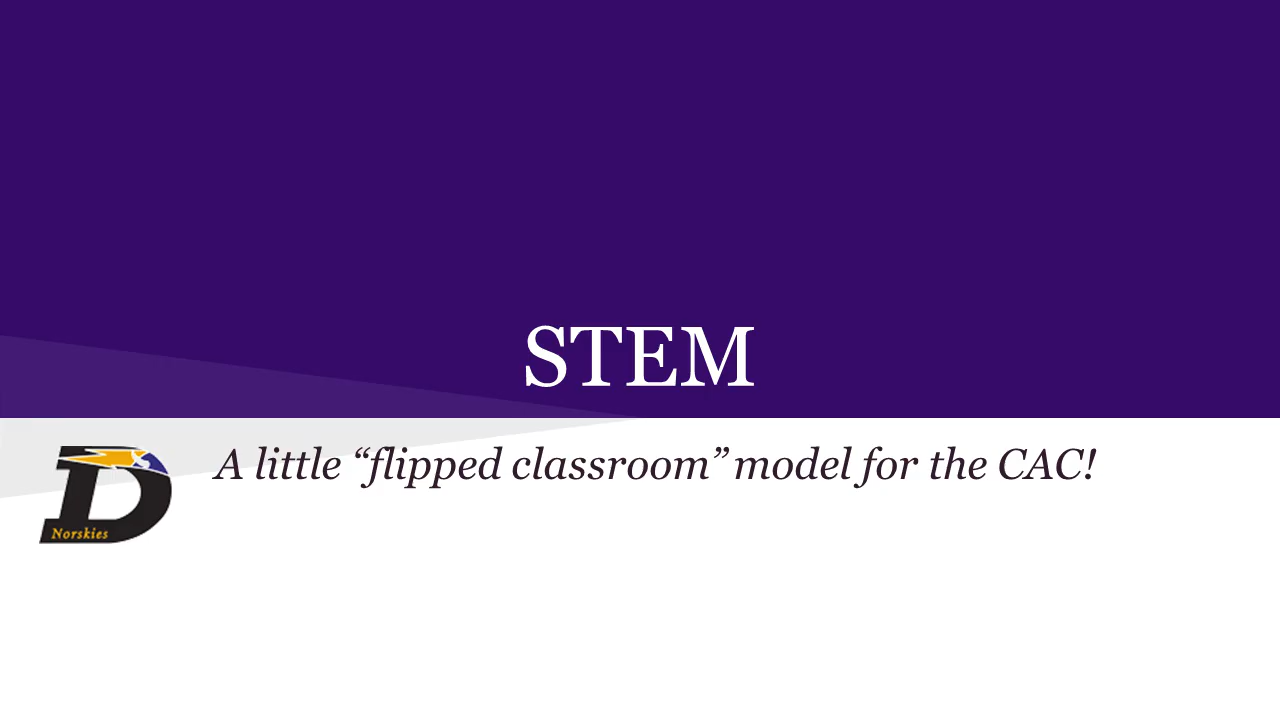 STEM
A little “flipped classroom” model for the CAC!
D
Norskies